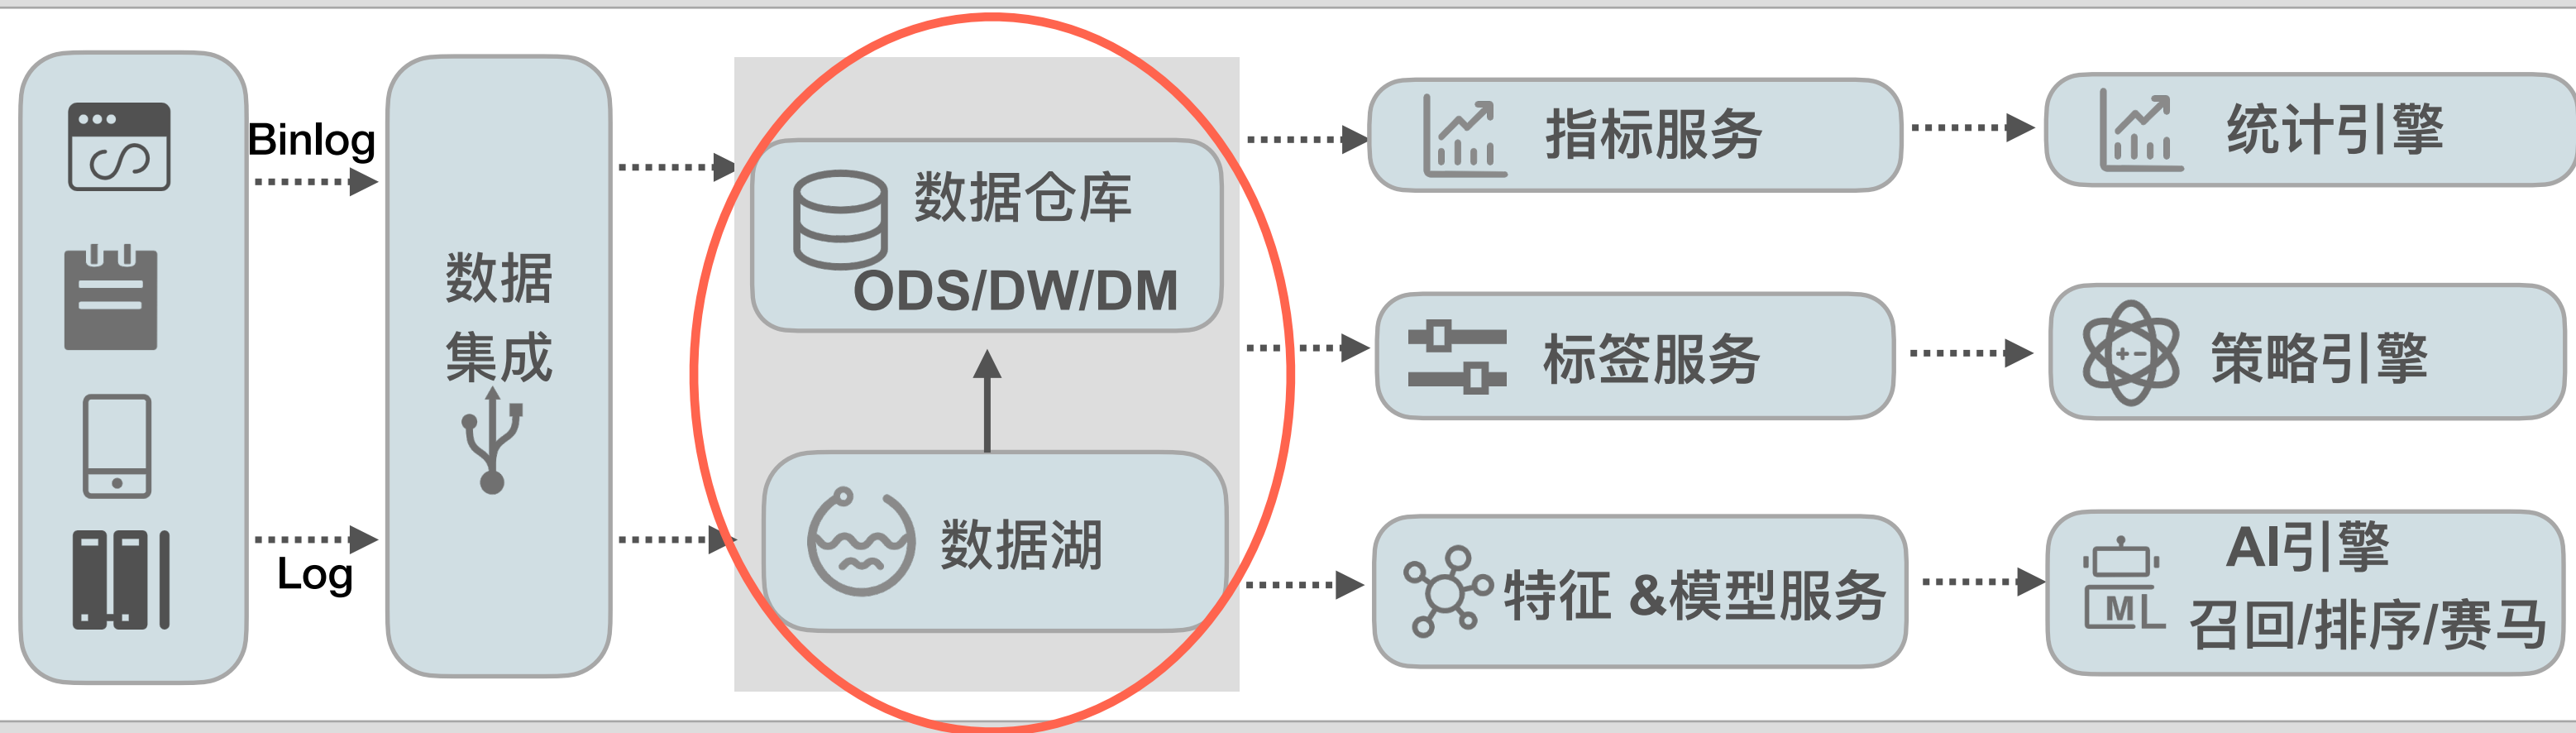 Binlog
Log
数据
集成
数据仓库
ODS/DW/DM
数据湖
指标服务
标签服务
特征 &模型服务
统计引擎
策略引擎
AI引擎
ML
召回/排序/赛马